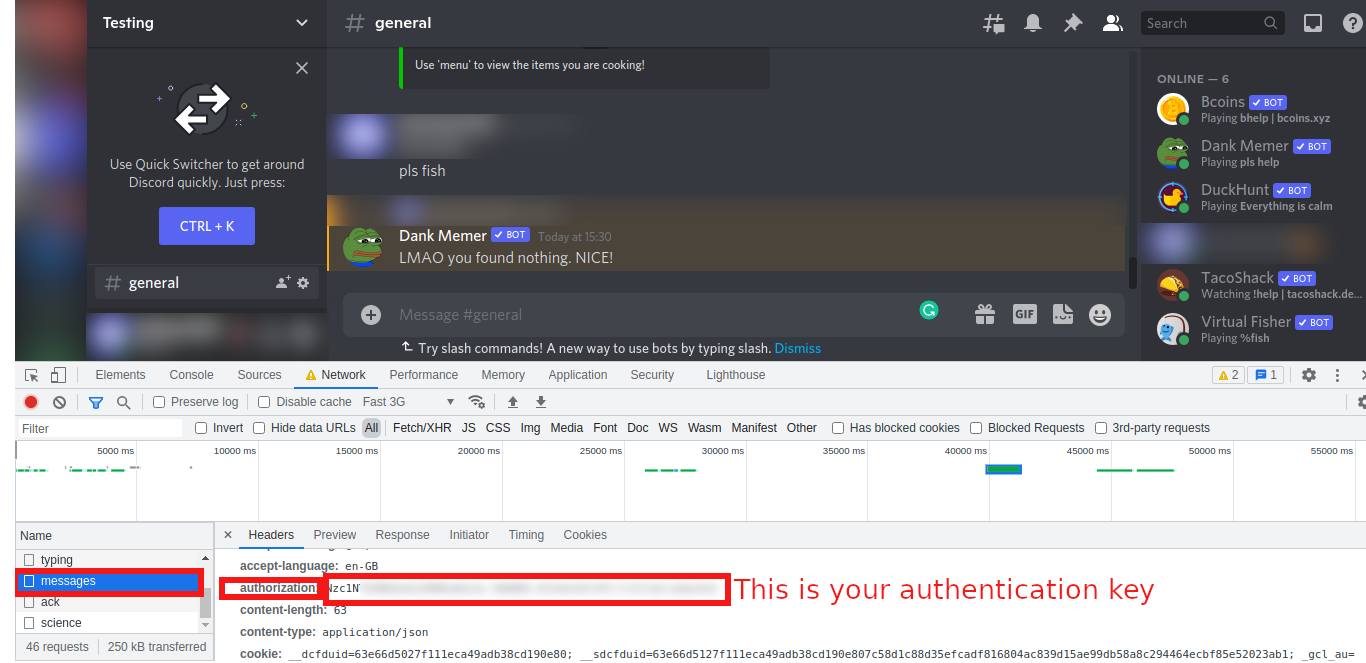 Testing
general
Search
Use 'menu' to view the items you are cooking!
ONLINE — 6
Bcoins BOT
Playing bhelp | bcoins.xyz
Dank Memer BOT
Playing pls help
DuckHunt BOT
Playing Everything is calm
TacoShack BOT
Watching !help | tacoshack.de...
Virtual Fisher BOT
Playing %fish
Use Quick Switcher to get around
Discord quickly. Just press:
CTRL + K
general
pls fish
Dank Memer BOT Today at 15:30
LMAO you found nothing. NICE!
Message #general
GIF
Try slash commands! A new way to use bots by typing slash. Dismiss
Elements Console Sources Network Performance Memory Application Security Lighthouse 2 1
Preserve log Disable cache Fast 3G
Filter Invert Hide data URLs All Fetch/XHR JS CSS Img Media Font Doc WS Wasm Manifest Other Has blocked cookies Blocked Requests 3rd-party requests
5000 ms 10000 ms 15000 ms 20000 ms 25000 ms 30000 ms 35000 ms 40000 ms 45000 ms 50000 ms 55000 ms
Name
typing
messages
ack
science
46 requests 250 kB transferred
Headers Preview Response Initiator Timing Cookies
accept-language: en-GB
authorization: Nzc1N
This is your authentication key
content-length: 63
content-type: application/json
cookie: __dcfduid=63e66d5027f111eca49adb38cd190e80; __sdcfduid=63e66d5127f111eca49adb38cd190e807c58d1c88d35efcadf816804ac839d15ae99db58a8c294464ecbf85e52023ab1; _gcl_au=